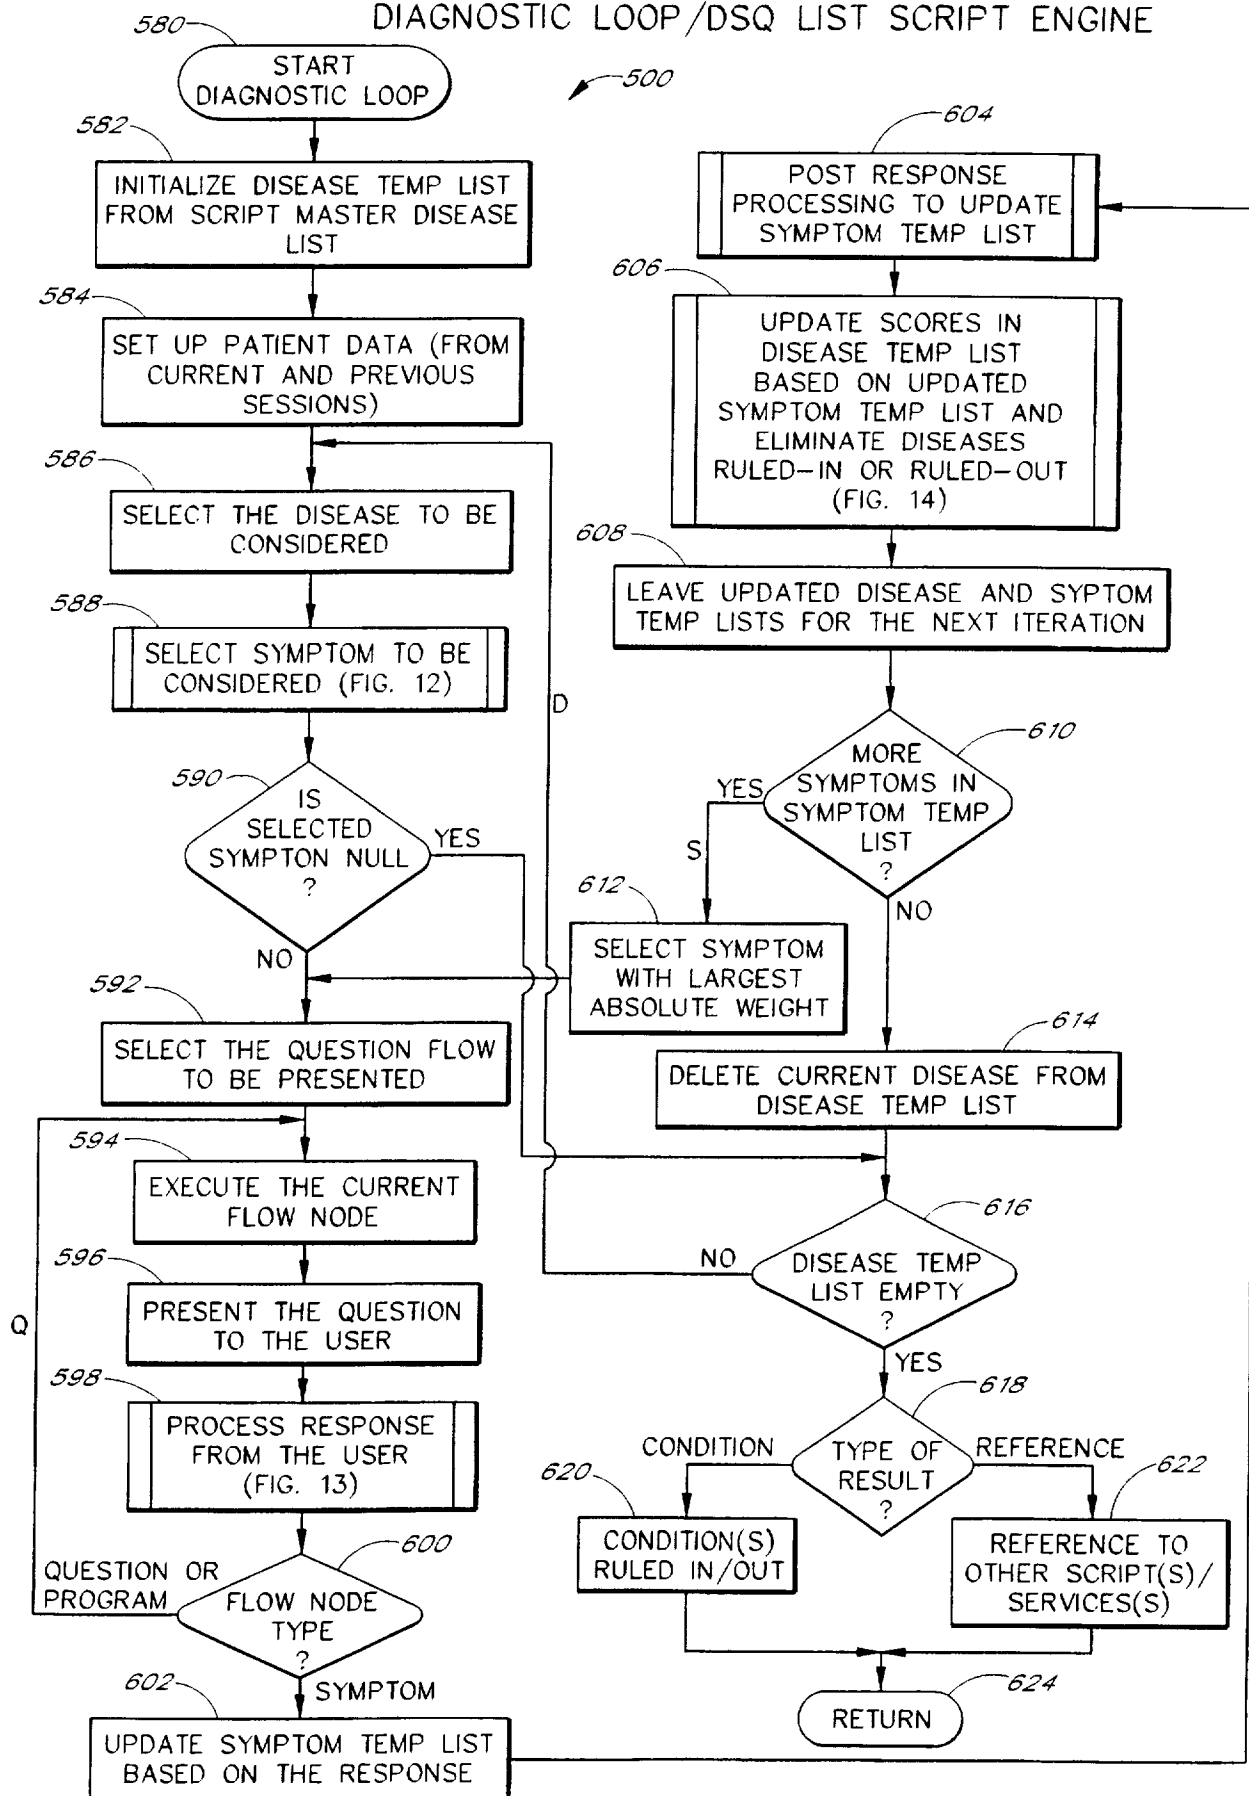 DIAGNOSTIC LOOP/DSQ LIST SCRIPT ENGINE
580
START
DIAGNOSTIC LOOP
500
582
INITIALIZE DISEASE TEMP LIST
FROM SCRIPT MASTER DISEASE
LIST
584
SET UP PATIENT DATA (FROM
CURRENT AND PREVIOUS
SESSIONS)
586
SELECT THE DISEASE TO BE
CONSIDERED
588
SELECT SYMPTOM TO BE
CONSIDERED (FIG. 12)
D
590
IS
SELECTED
SYMPTON NULL
?
YES
NO
592
SELECT THE QUESTION FLOW
TO BE PRESENTED
594
EXECUTE THE CURRENT
FLOW NODE
596
PRESENT THE QUESTION
TO THE USER
Q
598
PROCESS RESPONSE
FROM THE USER
(FIG. 13)
600
QUESTION OR
PROGRAM
FLOW NODE
TYPE
?
SYMPTOM
602
UPDATE SYMPTOM TEMP LIST
BASED ON THE RESPONSE
604
POST RESPONSE
PROCESSING TO UPDATE
SYMPTOM TEMP LIST
606
UPDATE SCORES IN
DISEASE TEMP LIST
BASED ON UPDATED
SYMPTOM TEMP LIST AND
ELIMINATE DISEASES
RULED-IN OR RULED-OUT
(FIG. 14)
608
LEAVE UPDATED DISEASE AND SYPTOM
TEMP LISTS FOR THE NEXT ITERATION
610
MORE
SYMPTOMS IN
SYMPTOM TEMP
LIST
?
YES
S
NO
612
SELECT SYMPTOM
WITH LARGEST
ABSOLUTE WEIGHT
614
DELETE CURRENT DISEASE FROM
DISEASE TEMP LIST
616
DISEASE TEMP
LIST EMPTY
?
NO
YES
618
TYPE OF
RESULT
?
CONDITION
REFERENCE
620
CONDITION(S)
RULED IN/OUT
622
REFERENCE TO
OTHER SCRIPT(S)/
SERVICES(S)
624
RETURN